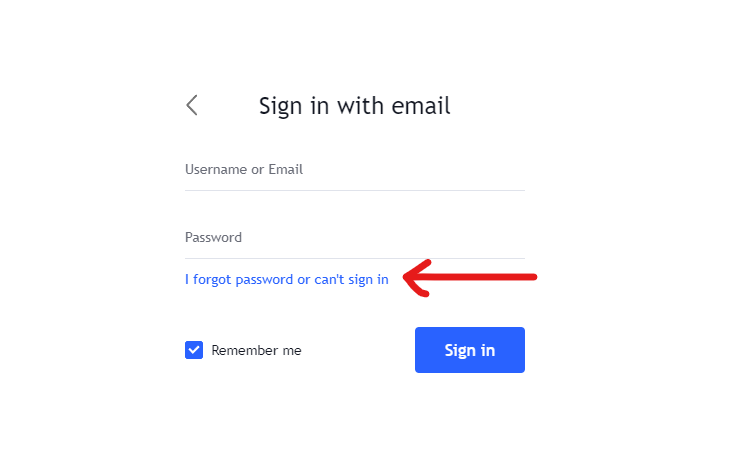 Sign in with email
Username or Email
Password
I forgot password or can't sign in
Remember me
Sign in